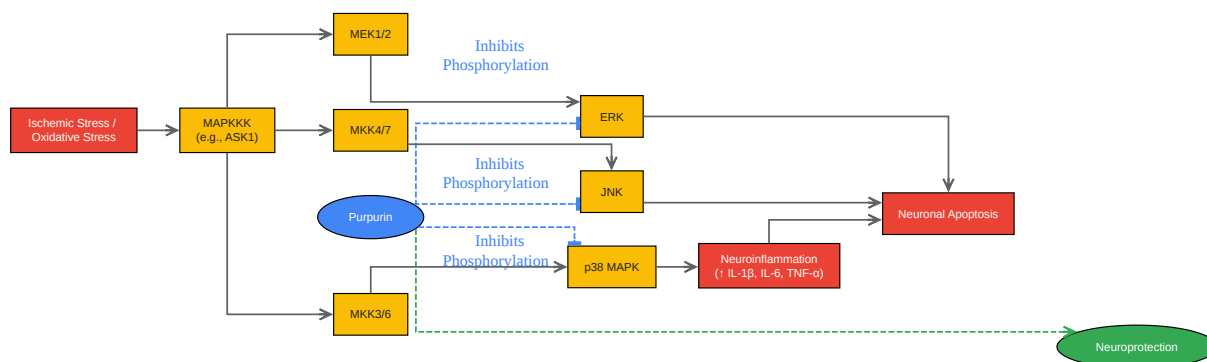 MEK1/2
Inhibits
Phosphorylation
Ischemic Stress /
Oxidative Stress
MAPKKK
(e.g., ASK1)
MKK4/7
ERK
Inhibits
Phosphorylation
JNK
Purpurin
Neuronal Apoptosis
Inhibits
Phosphorylation
p38 MAPK
Neuroinflammation
(↑ IL-1β, IL-6, TNF-α)
MKK3/6
Neuroprotection